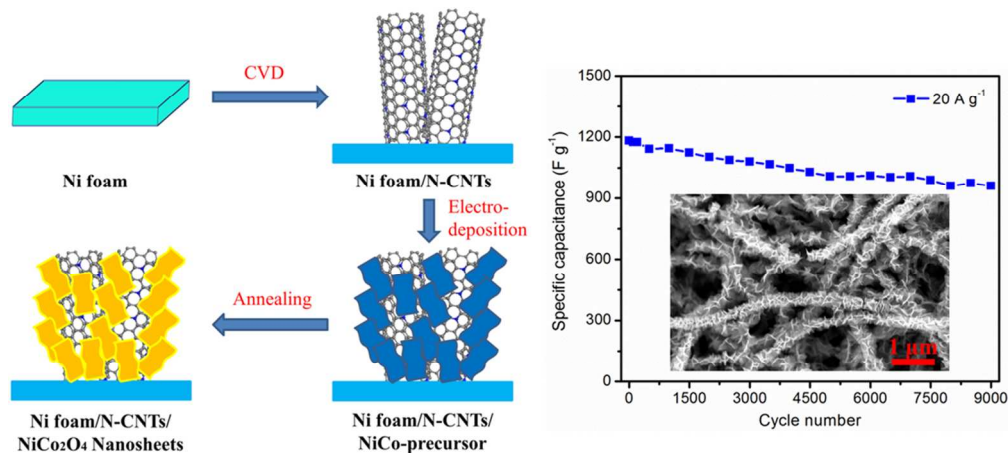 CVD
Ni foam
Ni foam/N-CNTs
Electro-
deposition
Annealing
Ni foam/N-CNTs/
NiCo₂O₄ Nanosheets
Ni foam/N-CNTs/
NiCo-precursor
Specific capacitance (F g⁻¹)
1500
1200
900
600
300
0
20 A g⁻¹
1 μm
0
1500
3000
4500
6000
7500
9000
Cycle number